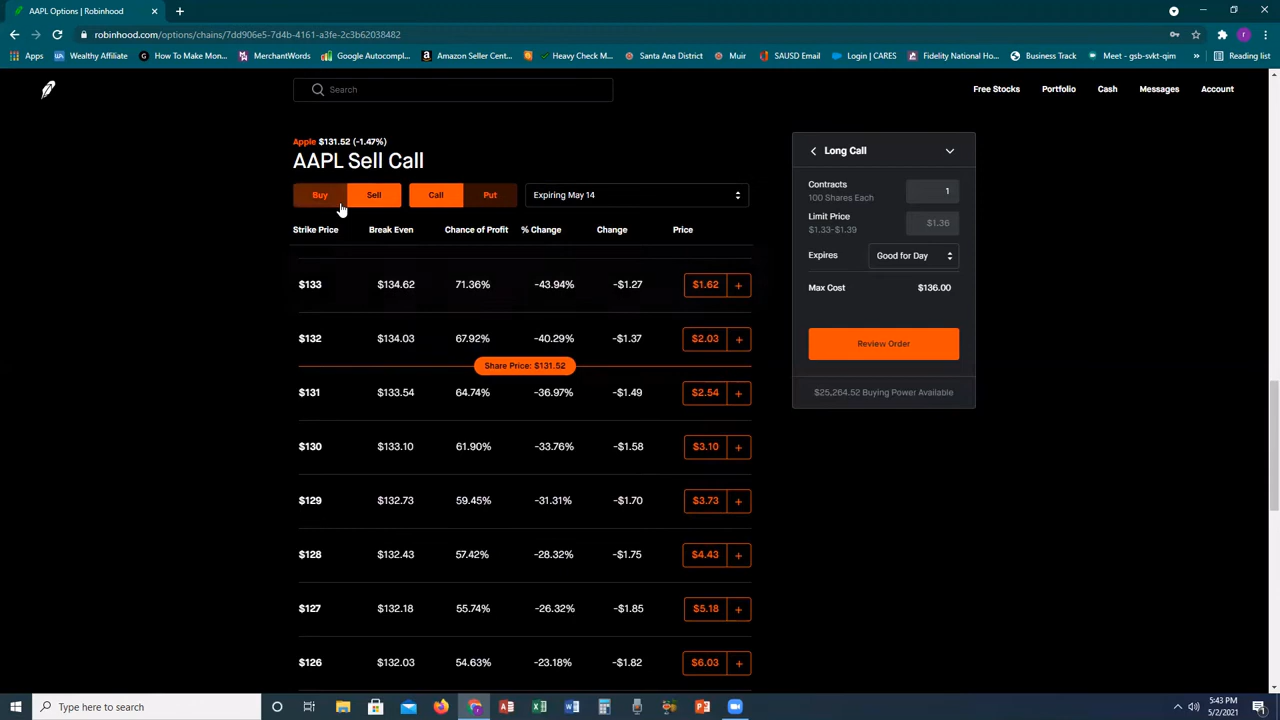 AAPL Options | Robinhood
robinhood.com/options/chains/7dd906e5-7d4b-4161-a3fe-2c3b62038482
Apps Wealthy Affiliate How To Make Mon... MerchantWords Google Autocompl... Amazon Seller Cent... Heavy Check M... Santa Ana District Muir SAUSD Email Login | CARES Fidelity National Ho... Business Track Meet - gsb-svkt-qim » Reading list
Search
Free Stocks Portfolio Cash Messages Account
Apple $131.52 (-1.47%)
AAPL Sell Call
Buy Sell Call Put Expiring May 14
Strike Price Break Even Chance of Profit % Change Change Price
$133 $134.62 71.36% -43.94% -$1.27 $1.62 +
$132 $134.03 67.92% -40.29% -$1.37 $2.03 +
Share Price: $131.52
$131 $133.54 64.74% -36.97% -$1.49 $2.54 +
$130 $133.10 61.90% -33.76% -$1.58 $3.10 +
$129 $132.73 59.45% -31.31% -$1.70 $3.73 +
$128 $132.43 57.42% -28.32% -$1.75 $4.43 +
$127 $132.18 55.74% -26.32% -$1.85 $5.18 +
$126 $132.03 54.63% -23.18% -$1.82 $6.03 +
Long Call
Contracts 1
100 Shares Each
Limit Price $1.36
$1.33-$1.39
Expires Good for Day
Max Cost $136.00
Review Order
$25,264.52 Buying Power Available
Type here to search
5:43 PM
5/2/2021